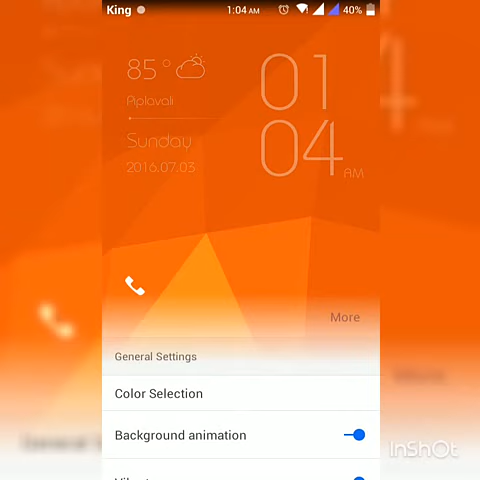 King
1:04 AM
40%
85°
Piplavali
Sunday
2016.07.03
01
04 AM
More
General Settings
Color Selection
Background animation
InShOt